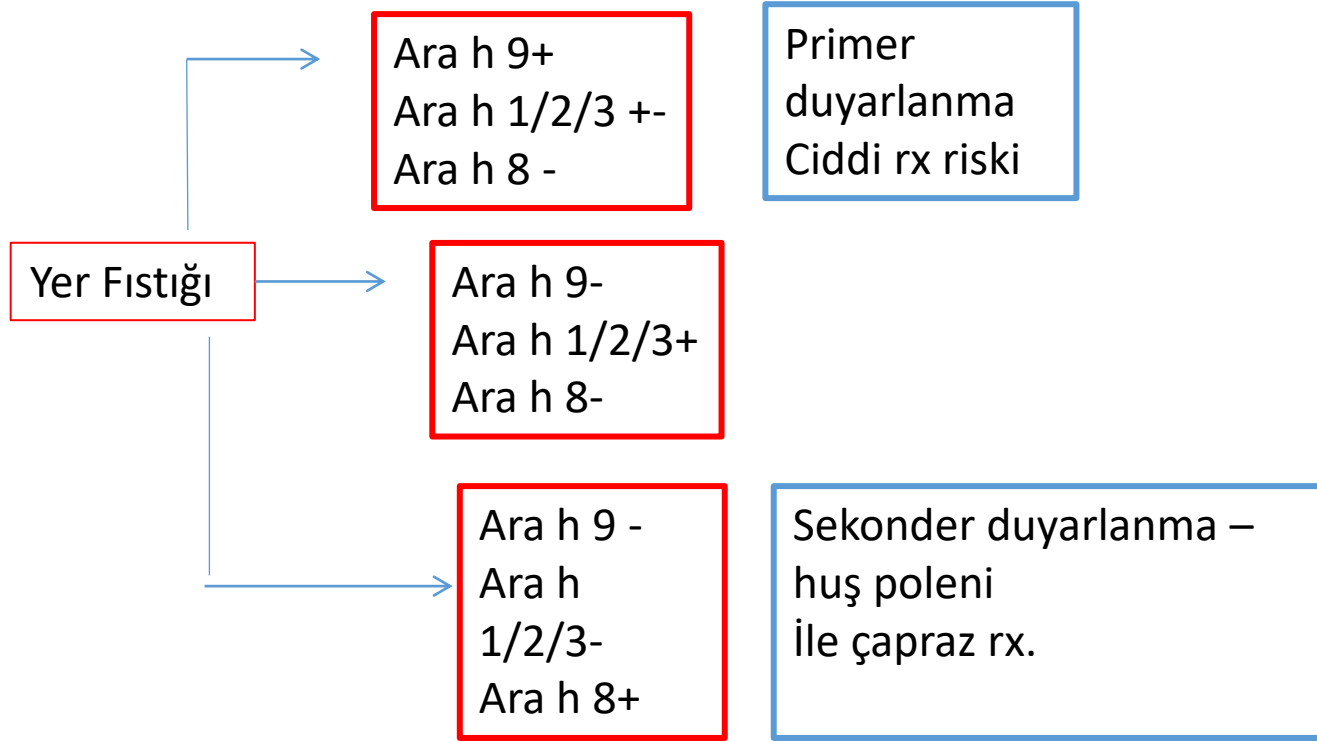 Ara h 9+
Ara h 1/2/3 +-
Ara h 8 -
Primer
duyarlanma
Ciddi rx riski
Yer Fıstığı
Ara h 9-
Ara h 1/2/3+
Ara h 8-
Ara h 9 -
Ara h
1/2/3-
Ara h 8+
Sekonder duyarlanma –
huş poleni
İle çapraz rx.